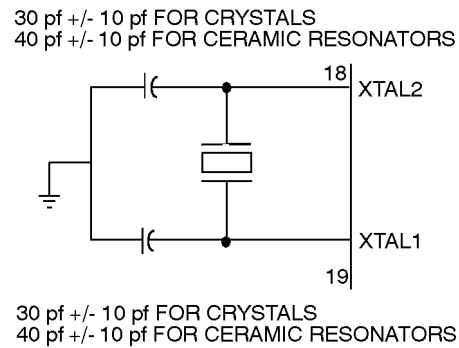 30 pf +/- 10 pf FOR CRYSTALS
40 pf +/- 10 pf FOR CERAMIC RESONATORS
18
XTAL2
XTAL1
19
30 pf +/- 10 pf FOR CRYSTALS
40 pf +/- 10 pf FOR CERAMIC RESONATORS